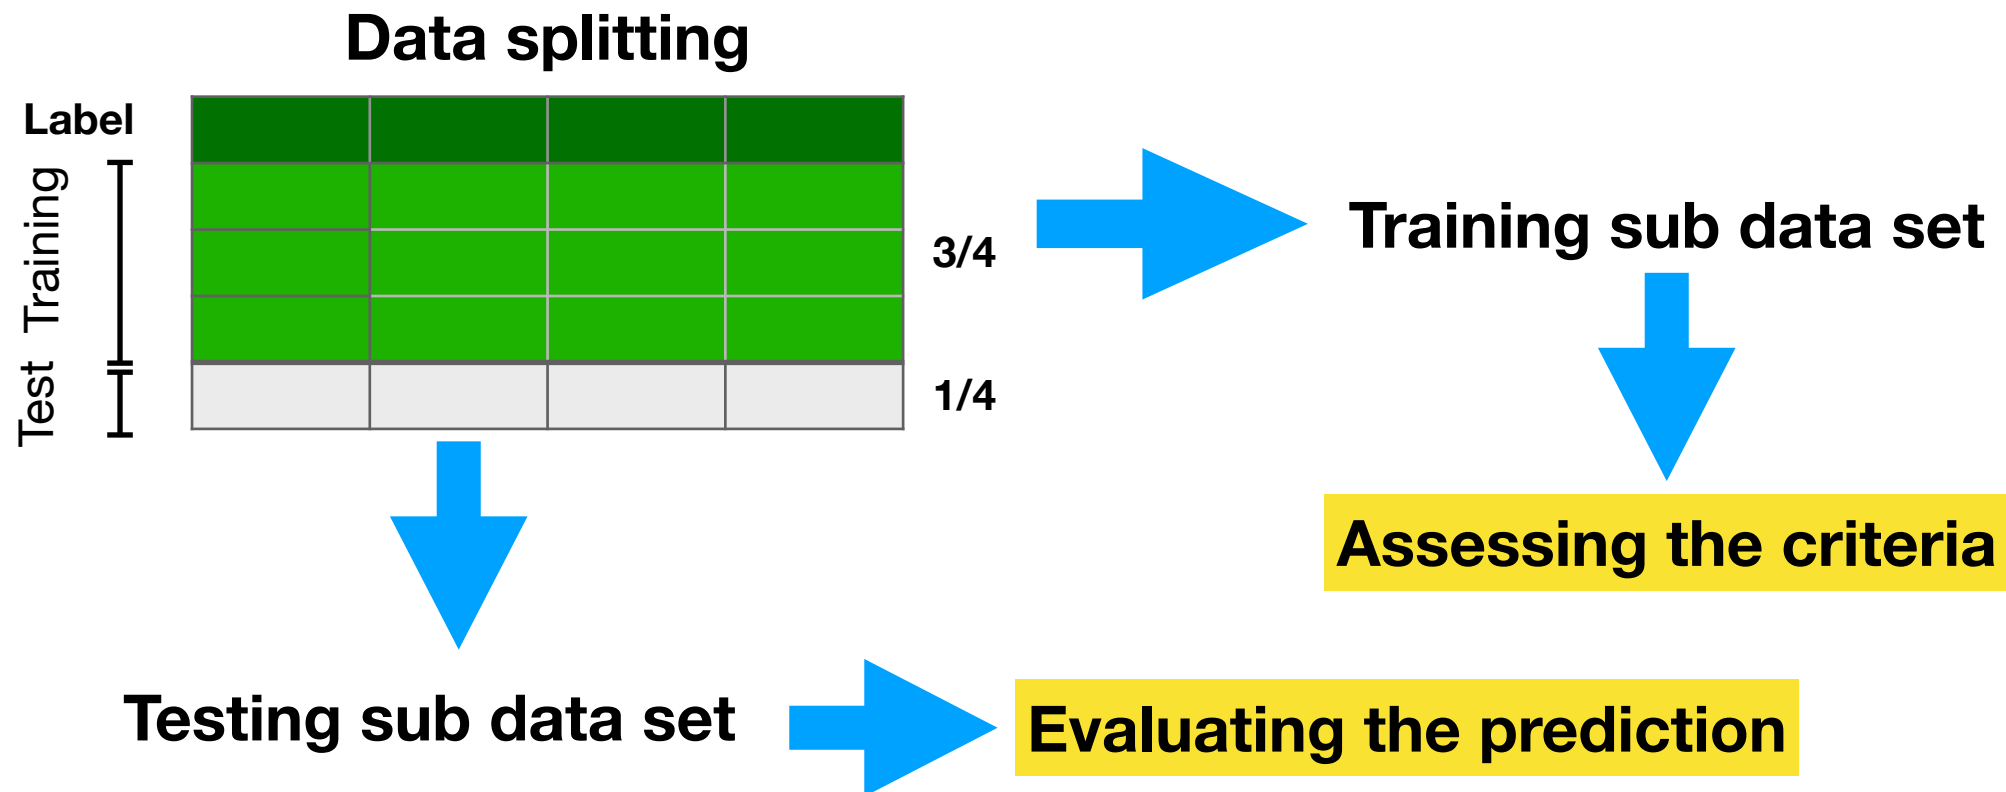 Data splitting
Label
Training
Test
3/4
1/4
Training sub data set
Assessing the criteria
Testing sub data set
Evaluating the prediction